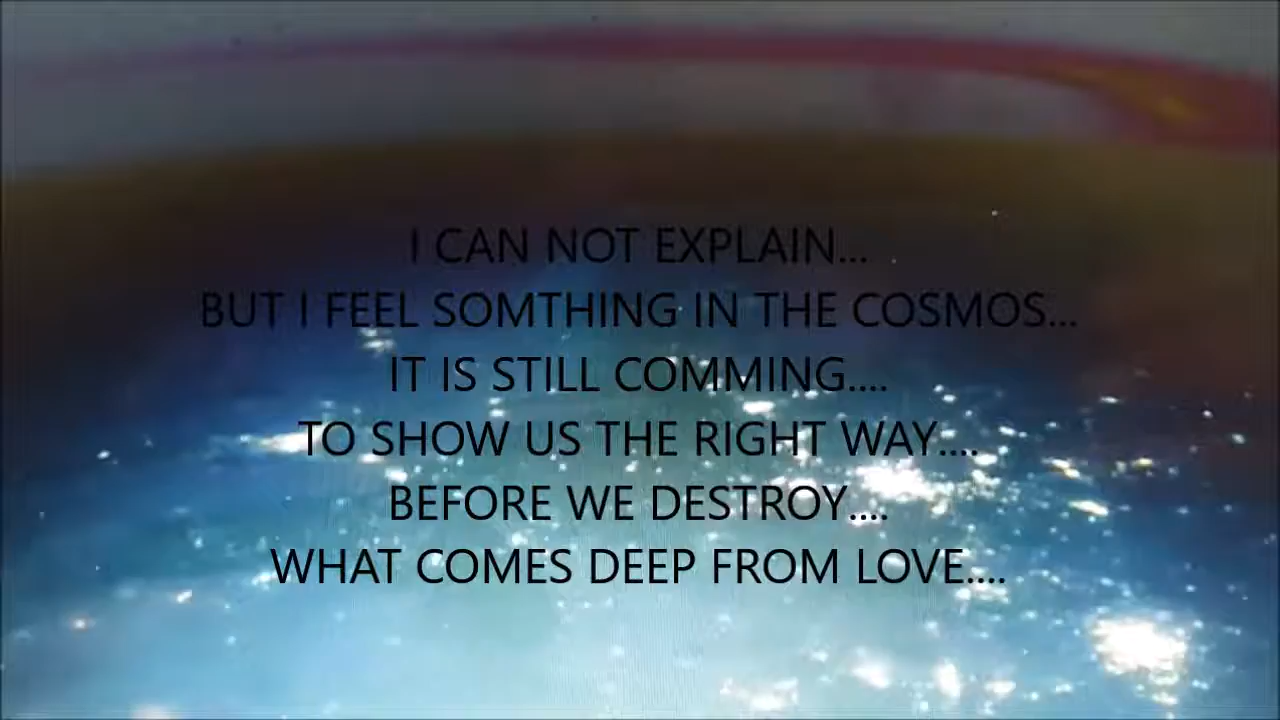 I CAN NOT EXPLAIN...
BUT I FEEL SOMTHING IN THE COSMOS...
IT IS STILL COMMING....
TO SHOW US THE RIGHT WAY....
BEFORE WE DESTROY....
WHAT COMES DEEP FROM LOVE....